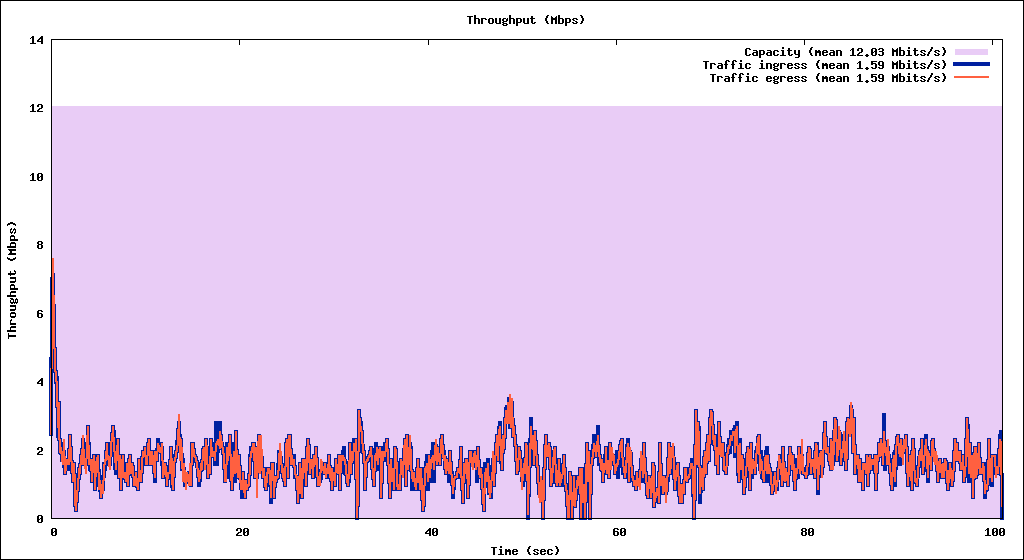 Throughput (Mbps)
Capacity (mean 12.03 Mbits/s)
Traffic ingress (mean 1.59 Mbits/s)
Traffic egress (mean 1.59 Mbits/s)
14
12
10
8
6
4
2
0
Throughput (Mbps)
0 20 40 60 80 100
Time (sec)